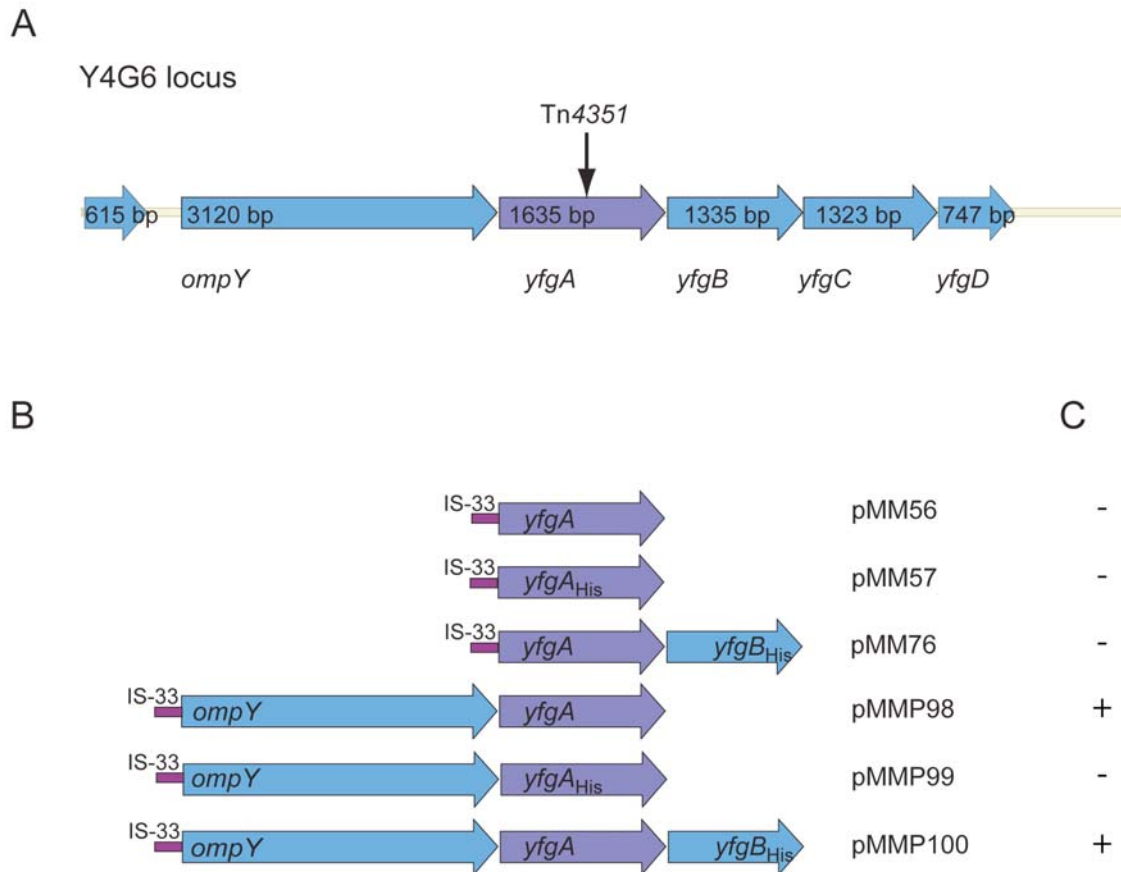 A
Y4G6 locus
Tn4351
615 bp 3120 bp 1635 bp 1335 bp 1323 bp 747 bp
ompY yfgA yfgB yfgC yfgD
B C
IS-33 yfgA pMM56 -
IS-33 yfgAHis pMM57 -
IS-33 yfgA yfgBHis pMM76 -
IS-33 ompY yfgA pMMP98 +
IS-33 ompY yfgAHis pMMP99 -
IS-33 ompY yfgA yfgBHis pMMP100 +